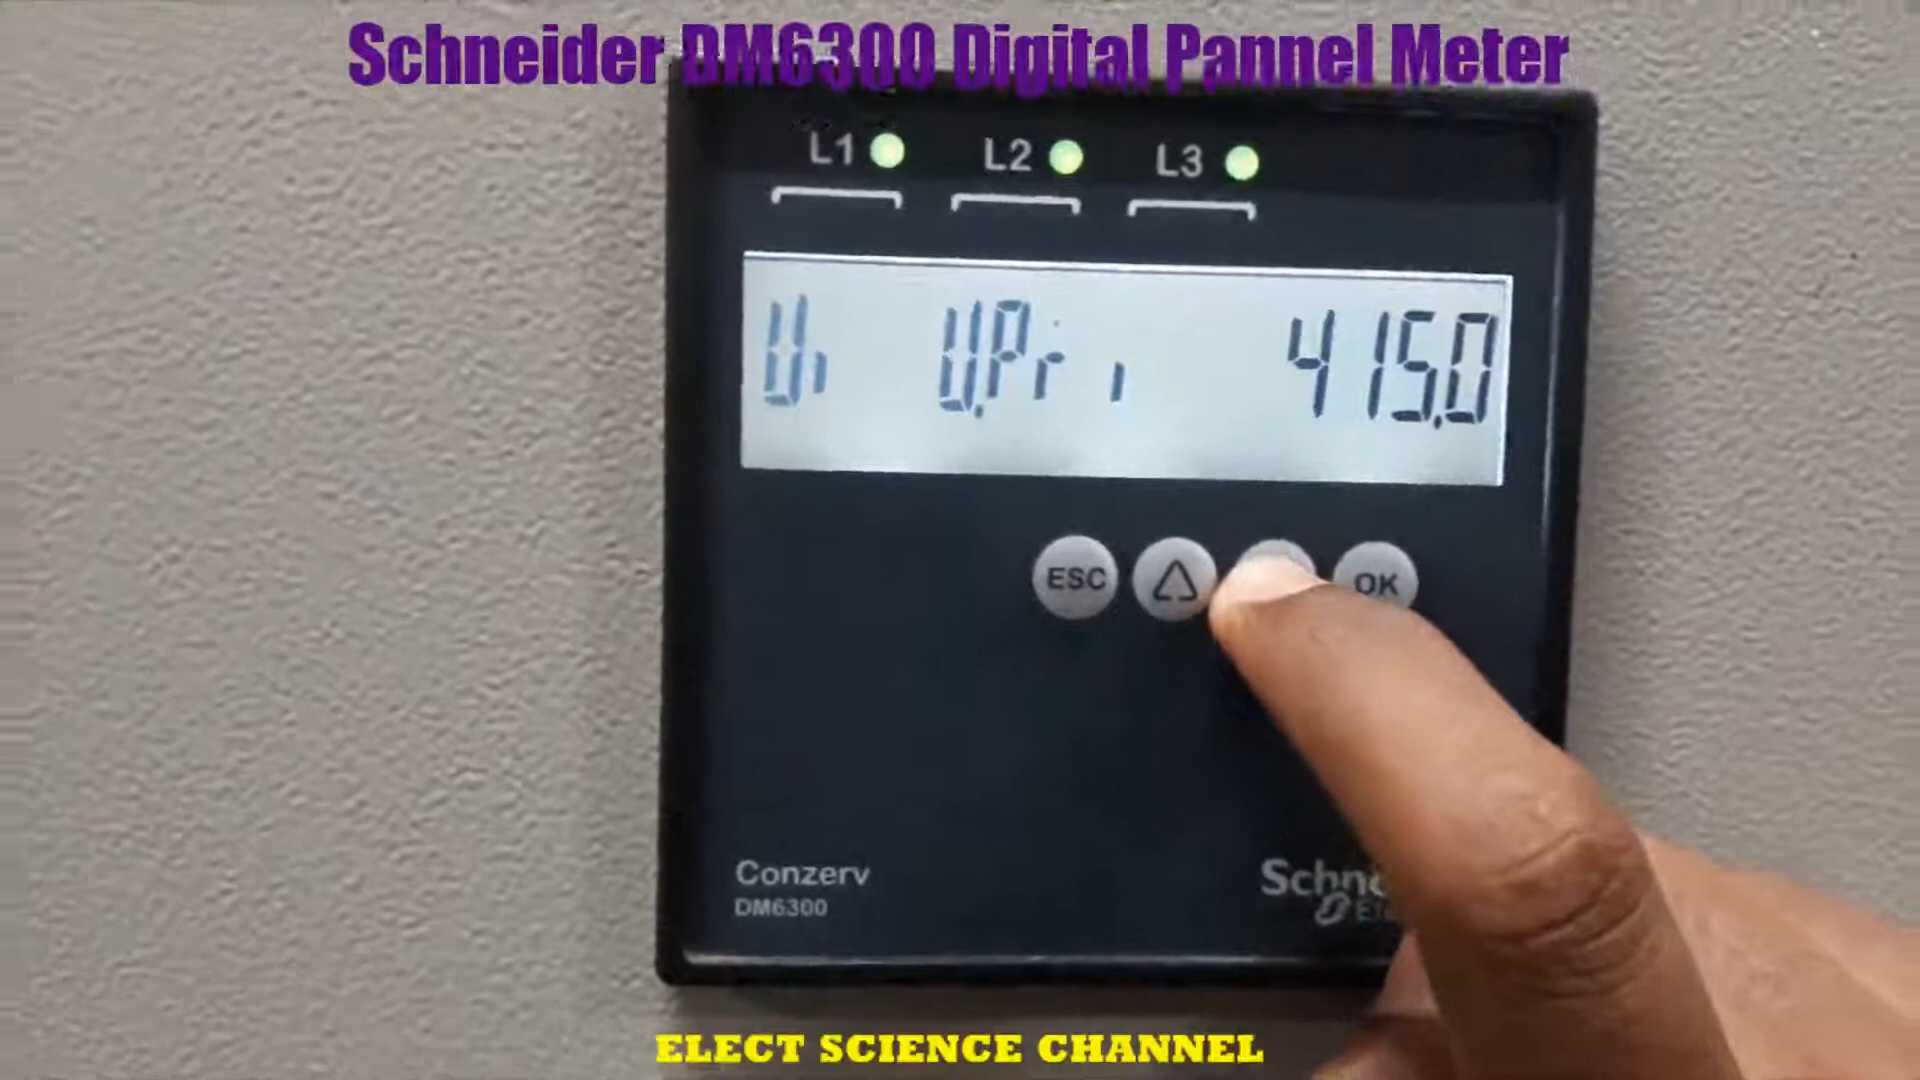 Schneider DM6300 Digital Pannel Meter
L1 L2 L3
V.Pri 415.0
ESC OK
Conzerv
DM6300
ELECT SCIENCE CHANNEL